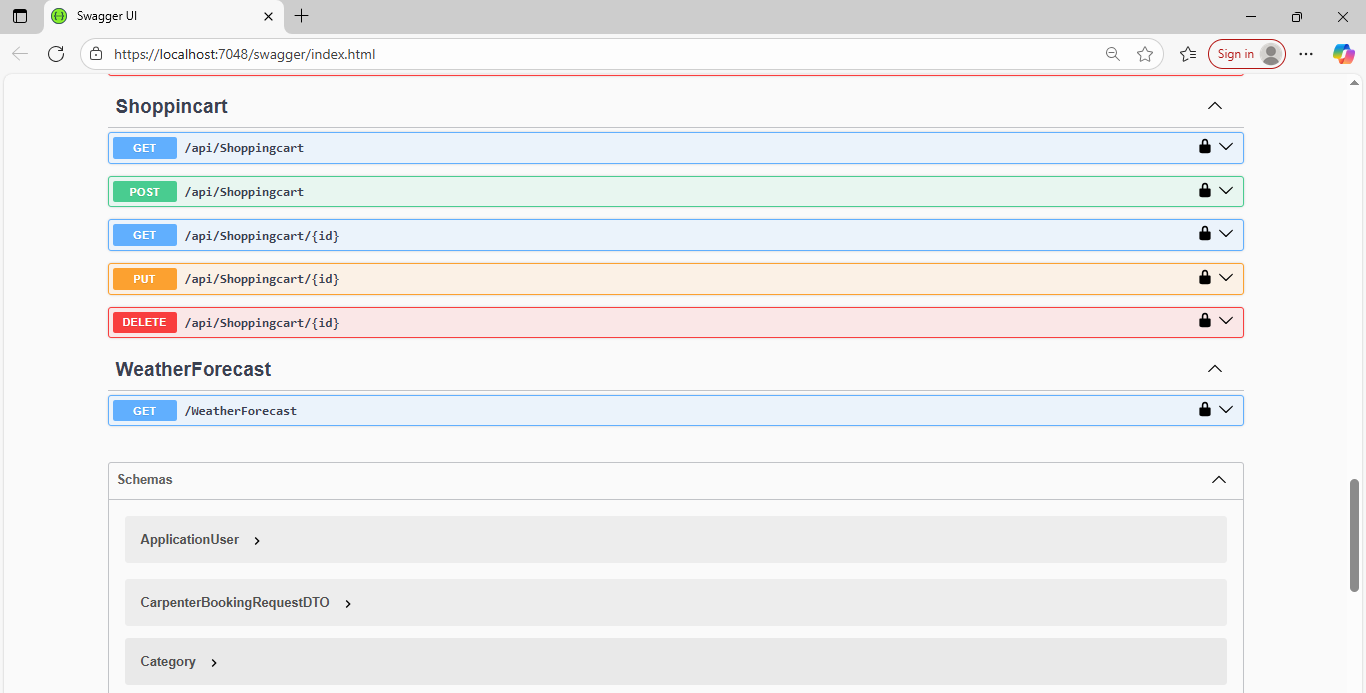 Swagger UI
https://localhost:7048/swagger/index.html
Sign in
Shoppincart
GET /api/Shoppingcart
POST /api/Shoppingcart
GET /api/Shoppingcart/{id}
PUT /api/Shoppingcart/{id}
DELETE /api/Shoppingcart/{id}
WeatherForecast
GET /WeatherForecast
Schemas
ApplicationUser
CarpenterBookingRequestDTO
Category